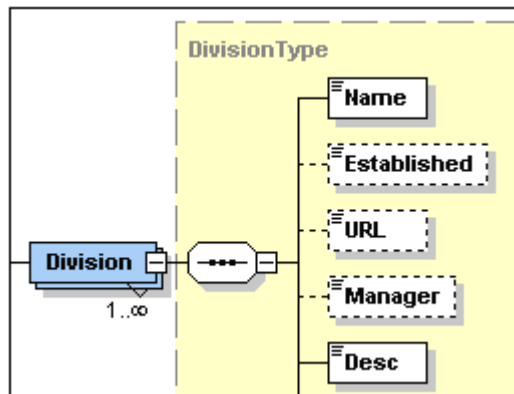 DivisionType
Name
Established
URL
Division
1..∞
Manager
Desc